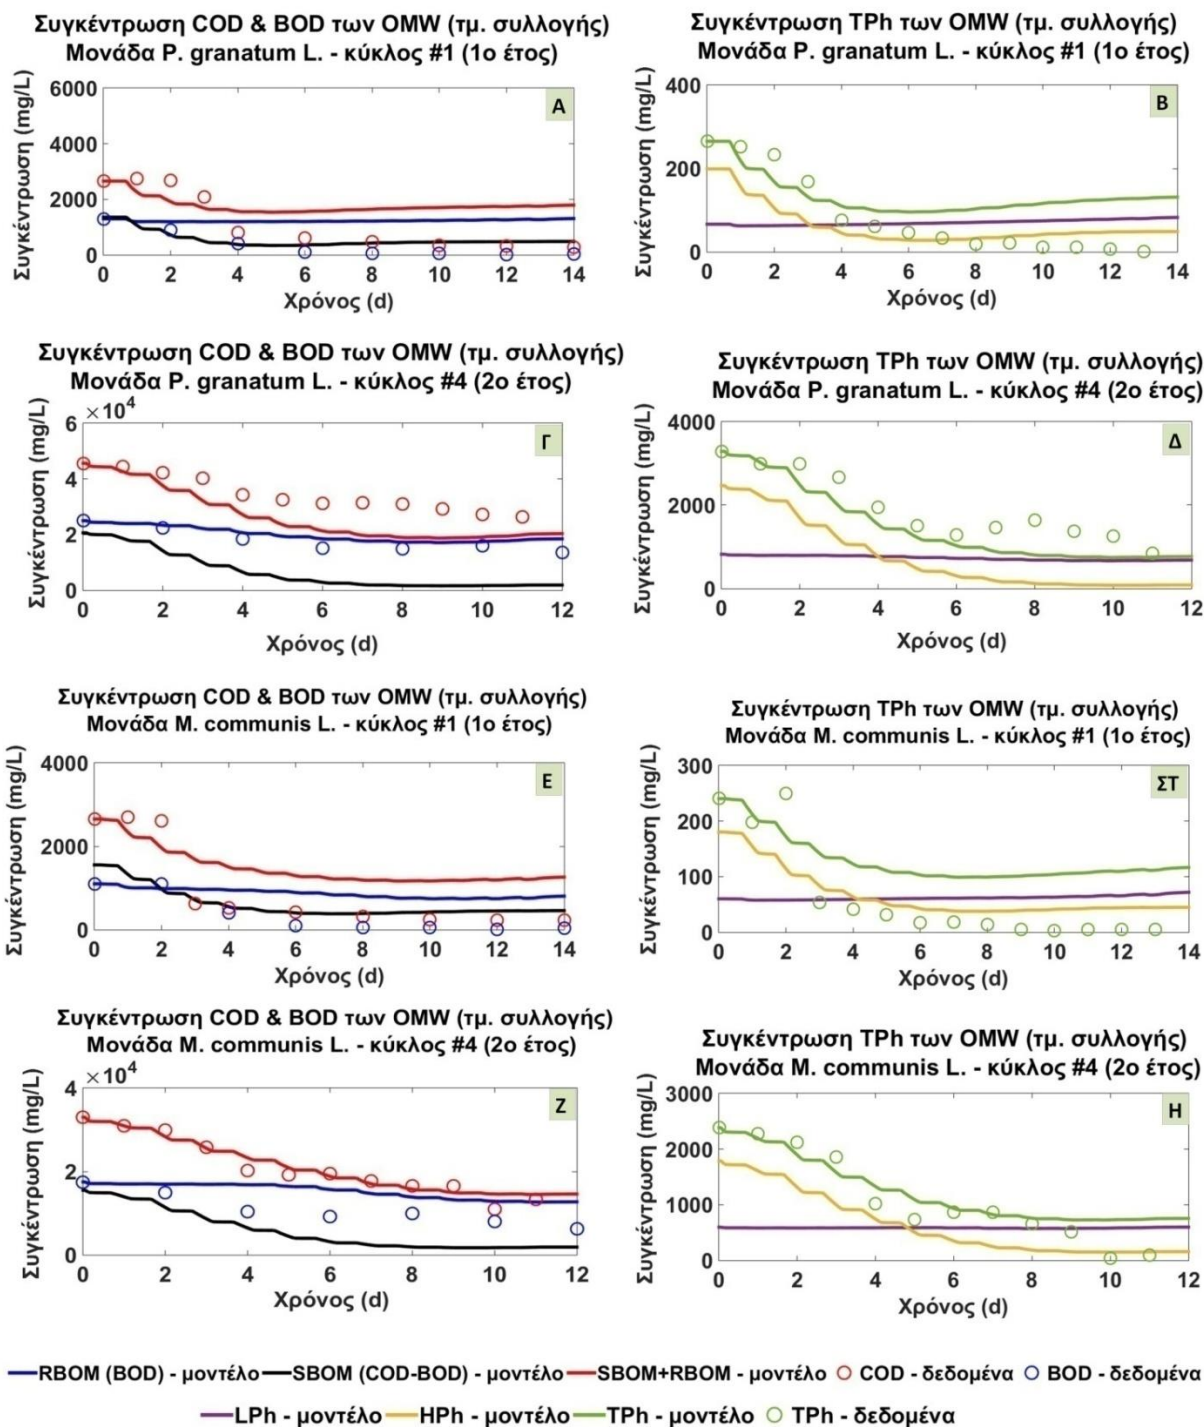 Συγκέντρωση COD & BOD των OMW (τμ. συλλογής)
Μονάδα P. granatum L. - κύκλος #1 (1ο έτος)
Συγκέντρωση (mg/L)
6000
4000
2000
0
A
0 2 4 6 8 10 12 14
Χρόνος (d)
Συγκέντρωση TPh των OMW (τμ. συλλογής)
Μονάδα P. granatum L. - κύκλος #1 (1ο έτος)
Συγκέντρωση (mg/L)
400
200
0
B
0 2 4 6 8 10 12 14
Χρόνος (d)
Συγκέντρωση COD & BOD των OMW (τμ. συλλογής)
Μονάδα P. granatum L. - κύκλος #4 (2ο έτος)
Συγκέντρωση (mg/L)
×10⁴
6
4
2
0
Γ
0 2 4 6 8 10 12
Χρόνος (d)
Συγκέντρωση TPh των OMW (τμ. συλλογής)
Μονάδα P. granatum L. - κύκλος #4 (2ο έτος)
Συγκέντρωση (mg/L)
4000
2000
0
Δ
0 2 4 6 8 10 12
Χρόνος (d)
Συγκέντρωση COD & BOD των OMW (τμ. συλλογής)
Μονάδα M. communis L. - κύκλος #1 (1ο έτος)
Συγκέντρωση (mg/L)
4000
2000
0
E
0 2 4 6 8 10 12 14
Χρόνος (d)
Συγκέντρωση TPh των OMW (τμ. συλλογής)
Μονάδα M. communis L. - κύκλος #1 (1ο έτος)
Συγκέντρωση (mg/L)
300
200
100
0
ΣΤ
0 2 4 6 8 10 12 14
Χρόνος (d)
Συγκέντρωση COD & BOD των OMW (τμ. συλλογής)
Μονάδα M. communis L. - κύκλος #4 (2ο έτος)
Συγκέντρωση (mg/L)
×10⁴
4
2
0
Z
0 2 4 6 8 10 12
Χρόνος (d)
Συγκέντρωση TPh των OMW (τμ. συλλογής)
Μονάδα M. communis L. - κύκλος #4 (2ο έτος)
Συγκέντρωση (mg/L)
3000
2000
1000
0
H
0 2 4 6 8 10 12
Χρόνος (d)
RBOM (BOD) - μοντέλο SBOM (COD-BOD) - μοντέλο SBOM+RBOM - μοντέλο COD - δεδομένα BOD - δεδομένα
LPh - μοντέλο HPh - μοντέλο TPh - μοντέλο TPh - δεδομένα